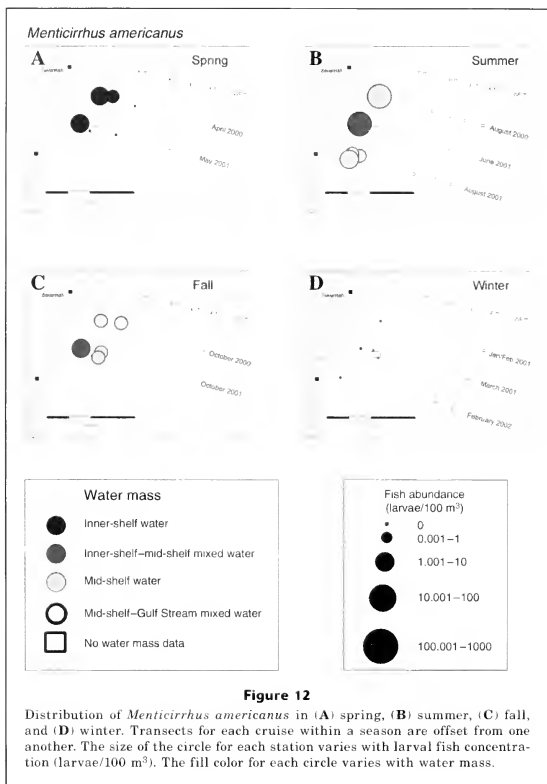 Menticirrhus americanus
A
Spring
Savannah
April 2000
May 2001
B
Summer
Savannah
August 2000
June 2001
August 2001
C
Fall
Savannah
October 2000
October 2001
D
Winter
Savannah
Jan/Feb 2001
March 2001
February 2002
Water mass
Inner-shelf water
Inner-shelf–mid-shelf mixed water
Mid-shelf water
Mid-shelf–Gulf Stream mixed water
No water mass data
Fish abundance
(larvae/100 m³)
0
0.001–1
1.001–10
10.001–100
100.001–1000
Figure 12
Distribution of Menticirrhus americanus in (A) spring, (B) summer, (C) fall,
and (D) winter. Transects for each cruise within a season are offset from one
another. The size of the circle for each station varies with larval fish concentra-
tion (larvae/100 m³). The fill color for each circle varies with water mass.